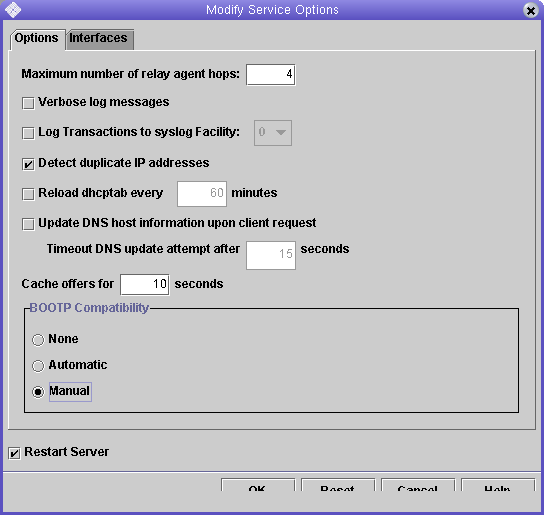 Modify Service Options
Options Interfaces
Maximum number of relay agent hops: 4
Verbose log messages
Log Transactions to syslog Facility: 0
Detect duplicate IP addresses
Reload dhcptab every 60 minutes
Update DNS host information upon client request
Timeout DNS update attempt after 15 seconds
Cache offers for 10 seconds
BOOTP Compatibility
None
Automatic
Manual
Restart Server
OK Reset Cancel Help